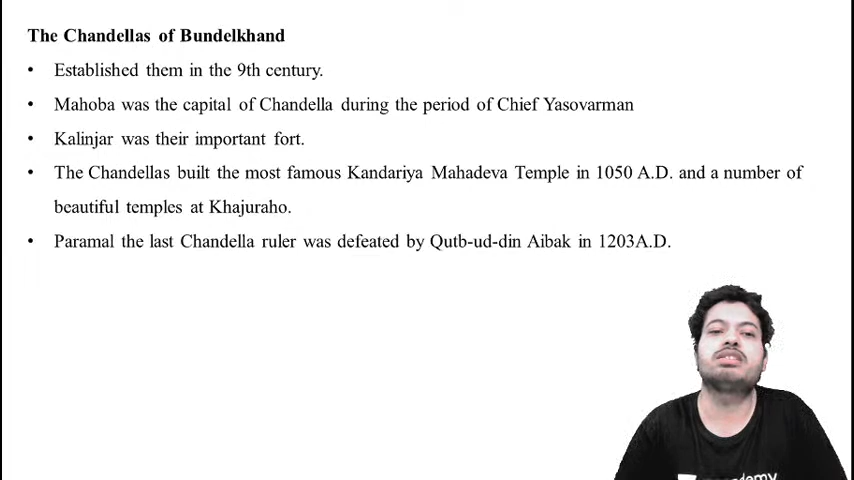 The Chandellas of Bundelkhand
• Established them in the 9th century.
• Mahoba was the capital of Chandella during the period of Chief Yasovarman
• Kalinjar was their important fort.
• The Chandellas built the most famous Kandariya Mahadeva Temple in 1050 A.D. and a number of
beautiful temples at Khajuraho.
• Paramal the last Chandella ruler was defeated by Qutb-ud-din Aibak in 1203A.D.